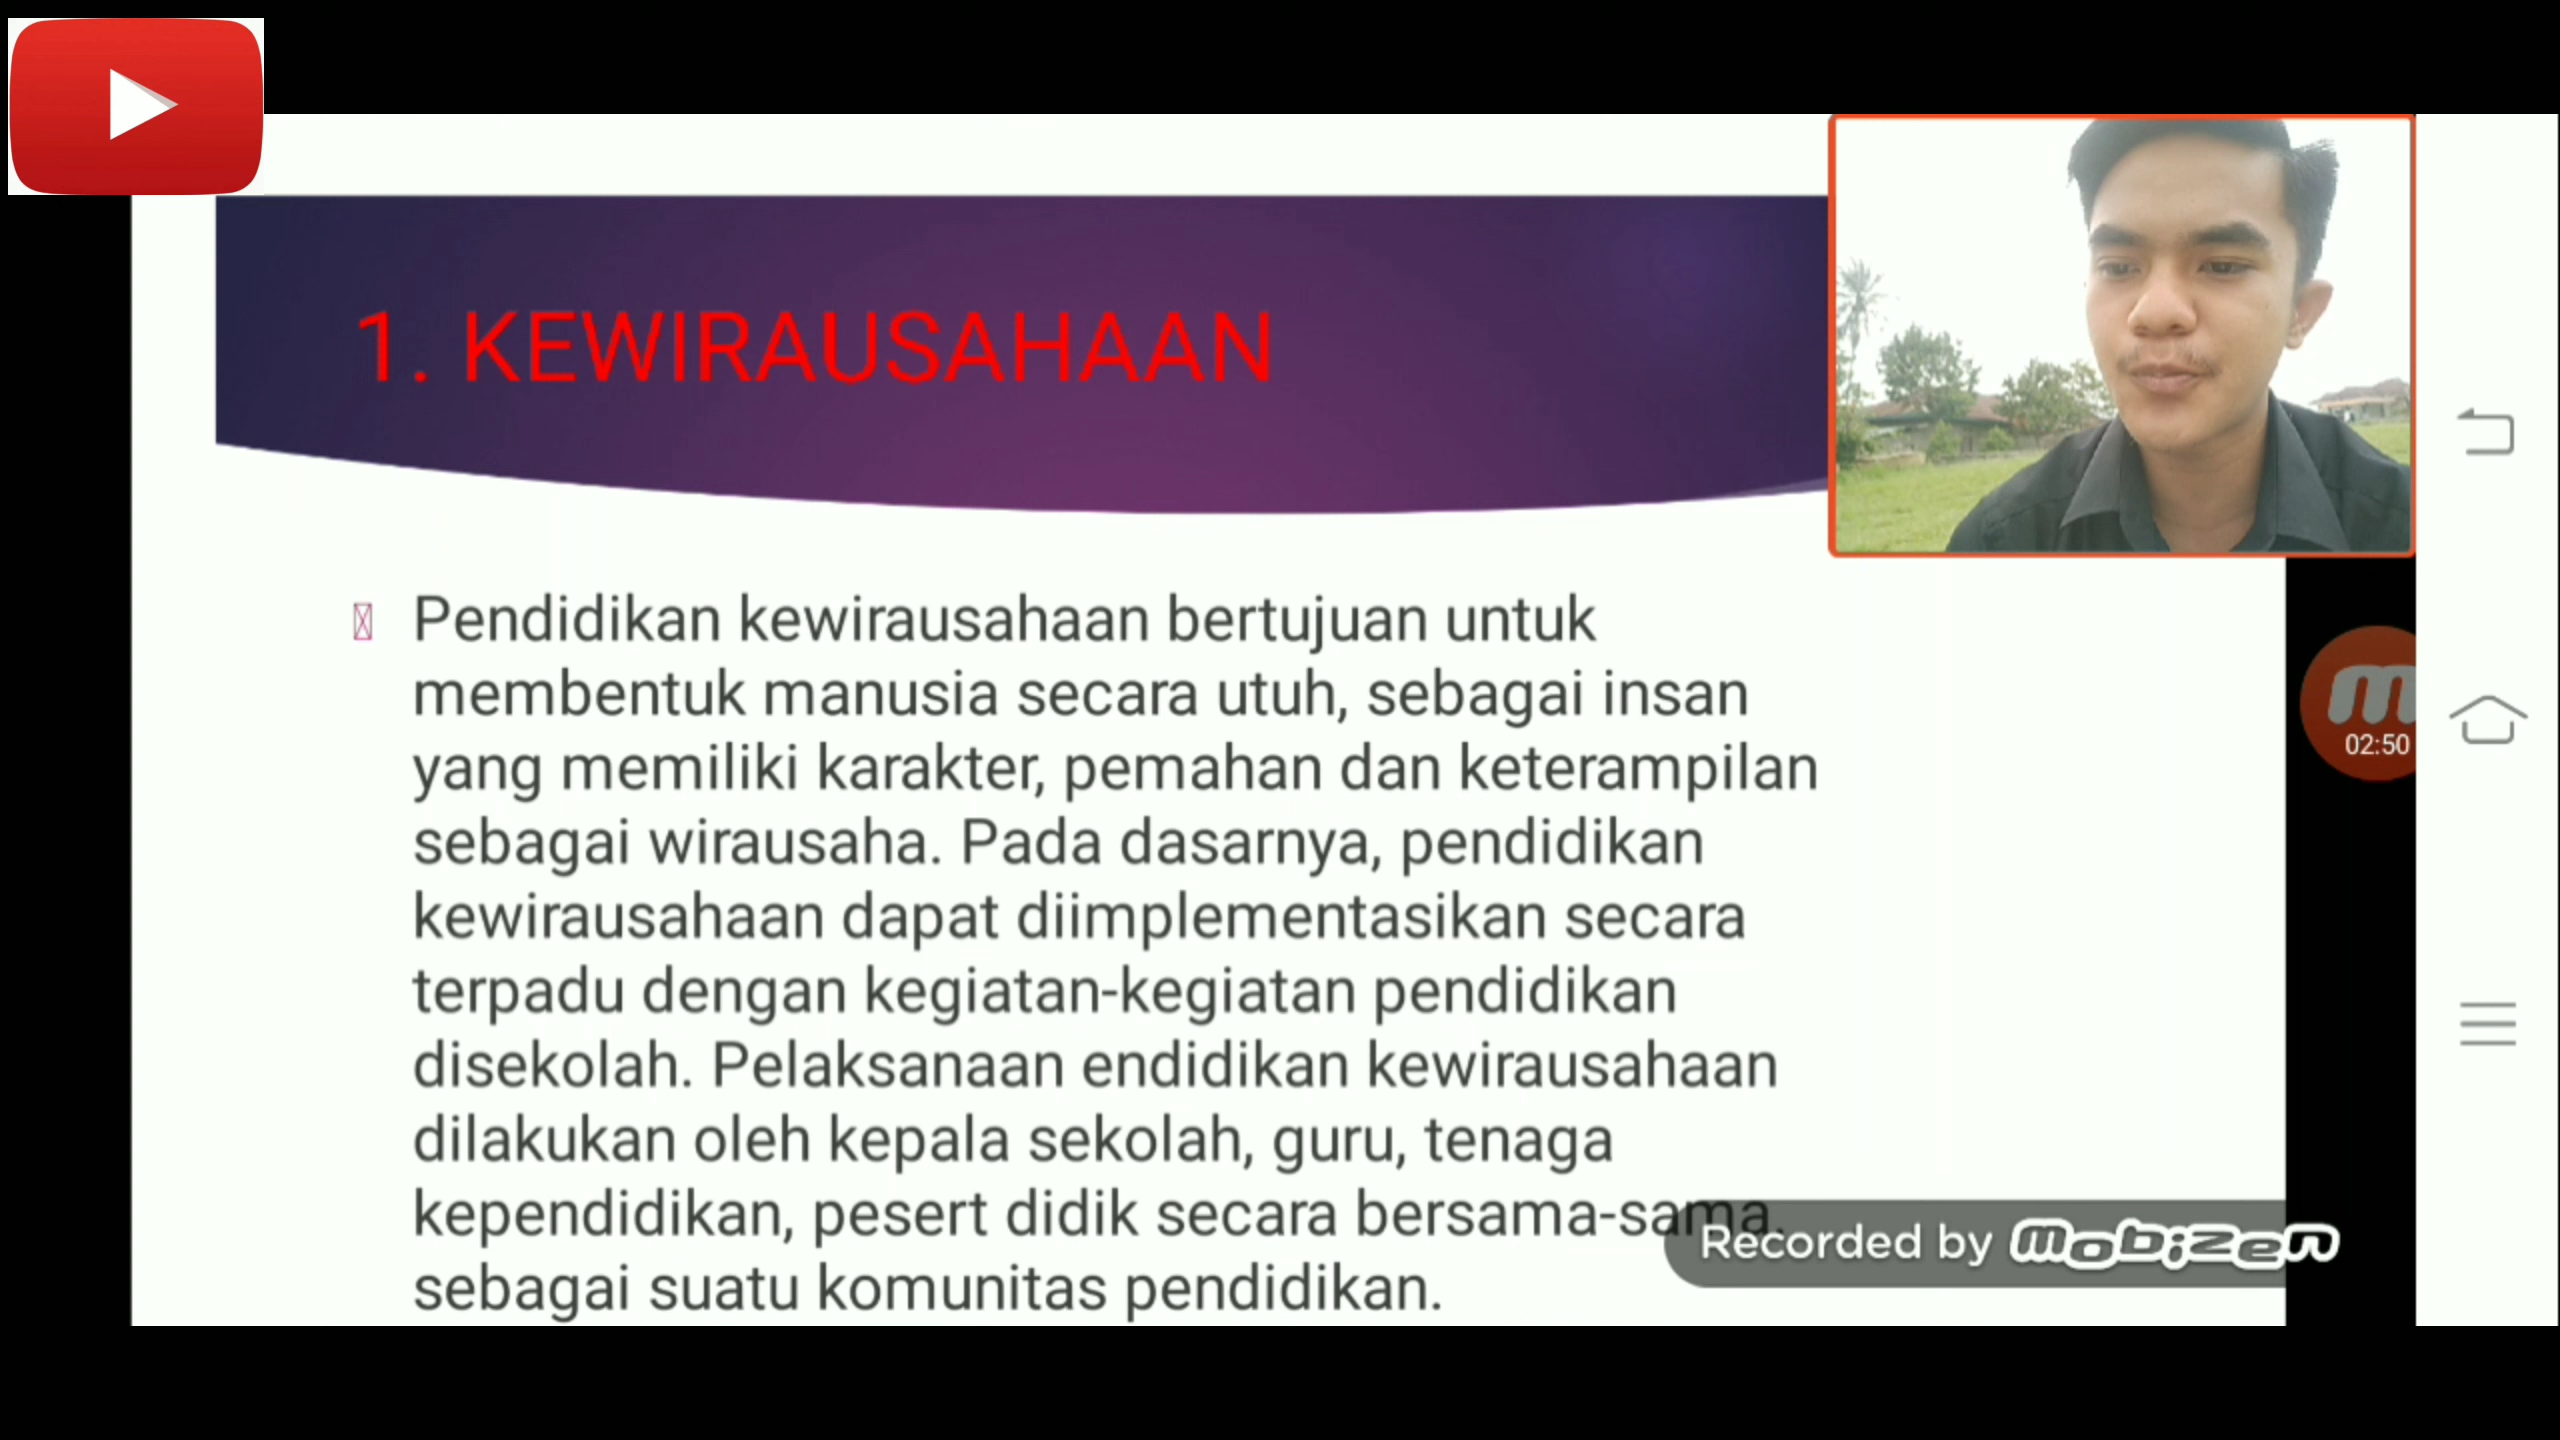 1. KEWIRAUSAHAAN
Pendidikan kewirausahaan bertujuan untuk
membentuk manusia secara utuh, sebagai insan
yang memiliki karakter, pemahan dan keterampilan
sebagai wirausaha. Pada dasarnya, pendidikan
kewirausahaan dapat diimplementasikan secara
terpadu dengan kegiatan-kegiatan pendidikan
disekolah. Pelaksanaan endidikan kewirausahaan
dilakukan oleh kepala sekolah, guru, tenaga
kependidikan, pesert didik secara bersama-sama.
sebagai suatu komunitas pendidikan.
02:50
Recorded by mobizen